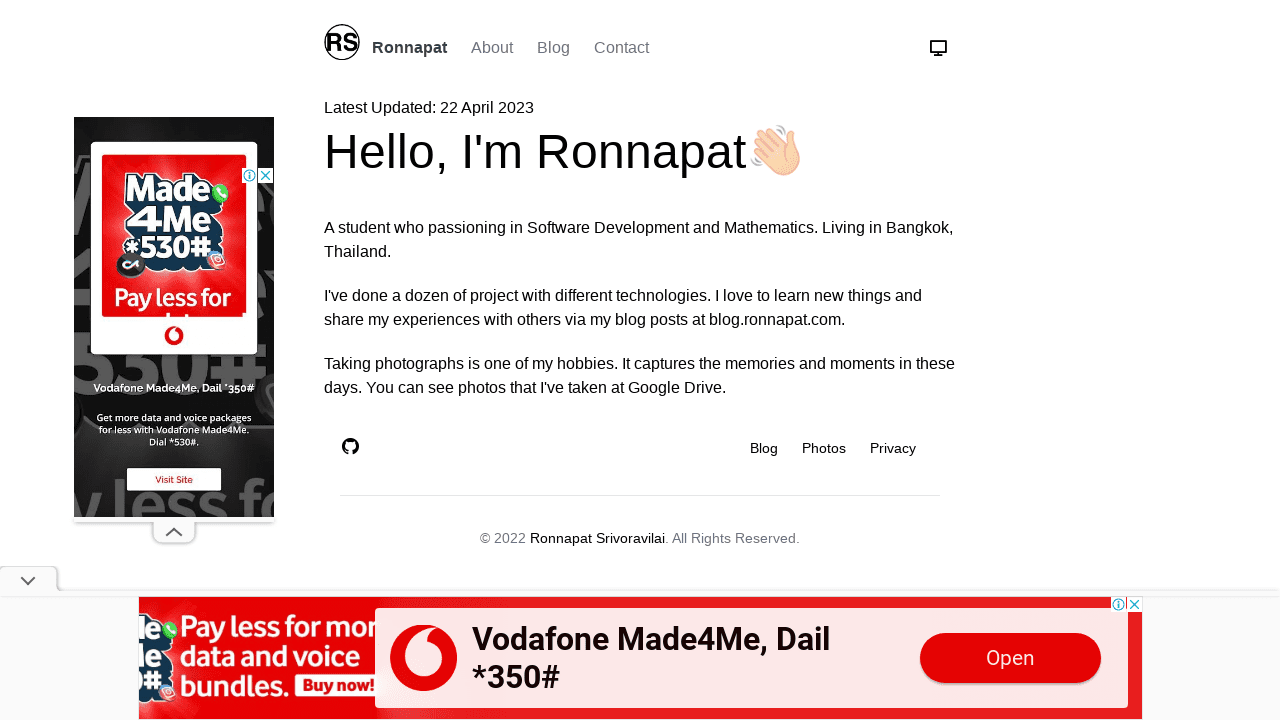 RS
Ronnapat
About
Blog
Contact
Latest Updated: 22 April 2023
Hello, I'm Ronnapat
A student who passioning in Software Development and Mathematics. Living in Bangkok,
Thailand.
I've done a dozen of project with different technologies. I love to learn new things and
share my experiences with others via my blog posts at blog.ronnapat.com.
Taking photographs is one of my hobbies. It captures the memories and moments in these
days. You can see photos that I've taken at Google Drive.
Blog
Photos
Privacy
© 2022 Ronnapat Srivoravilai. All Rights Reserved.
Made
4Me
*530#
Pay less for
Vodafone Made4Me, Dail *350#
Get more data and voice packages
for less with Vodafone Made4Me.
Dial *530#.
Visit Site
Pay less for mor
data and voice
bundles. Buy now!
Vodafone Made4Me, Dail
*350#
Open